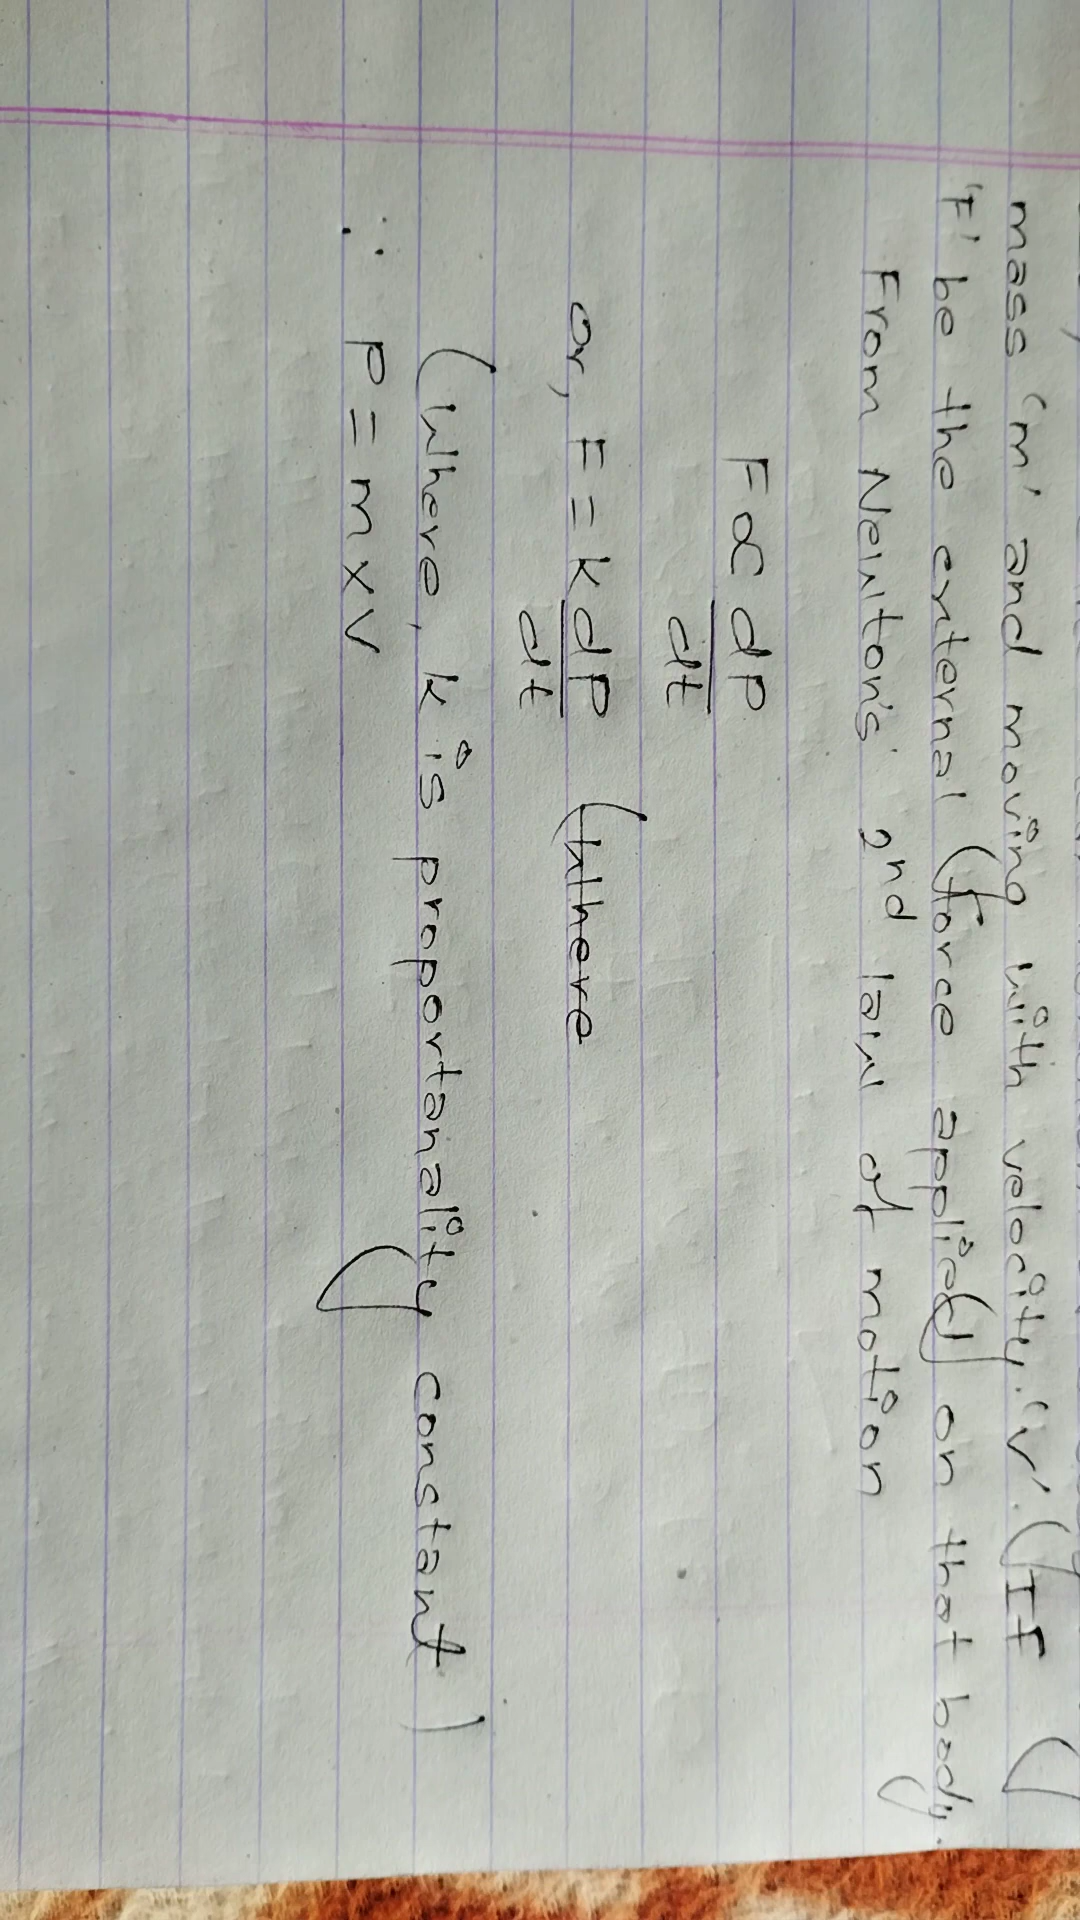 mass 'm' and moving with velocity 'v'. If
'F' be the external force applied on that body.
From Newton's 2nd law of motion
F ∝ dP/dt
or, F = k dP/dt (Where
(Where, k is proportanality constant)
∴ P = m×v